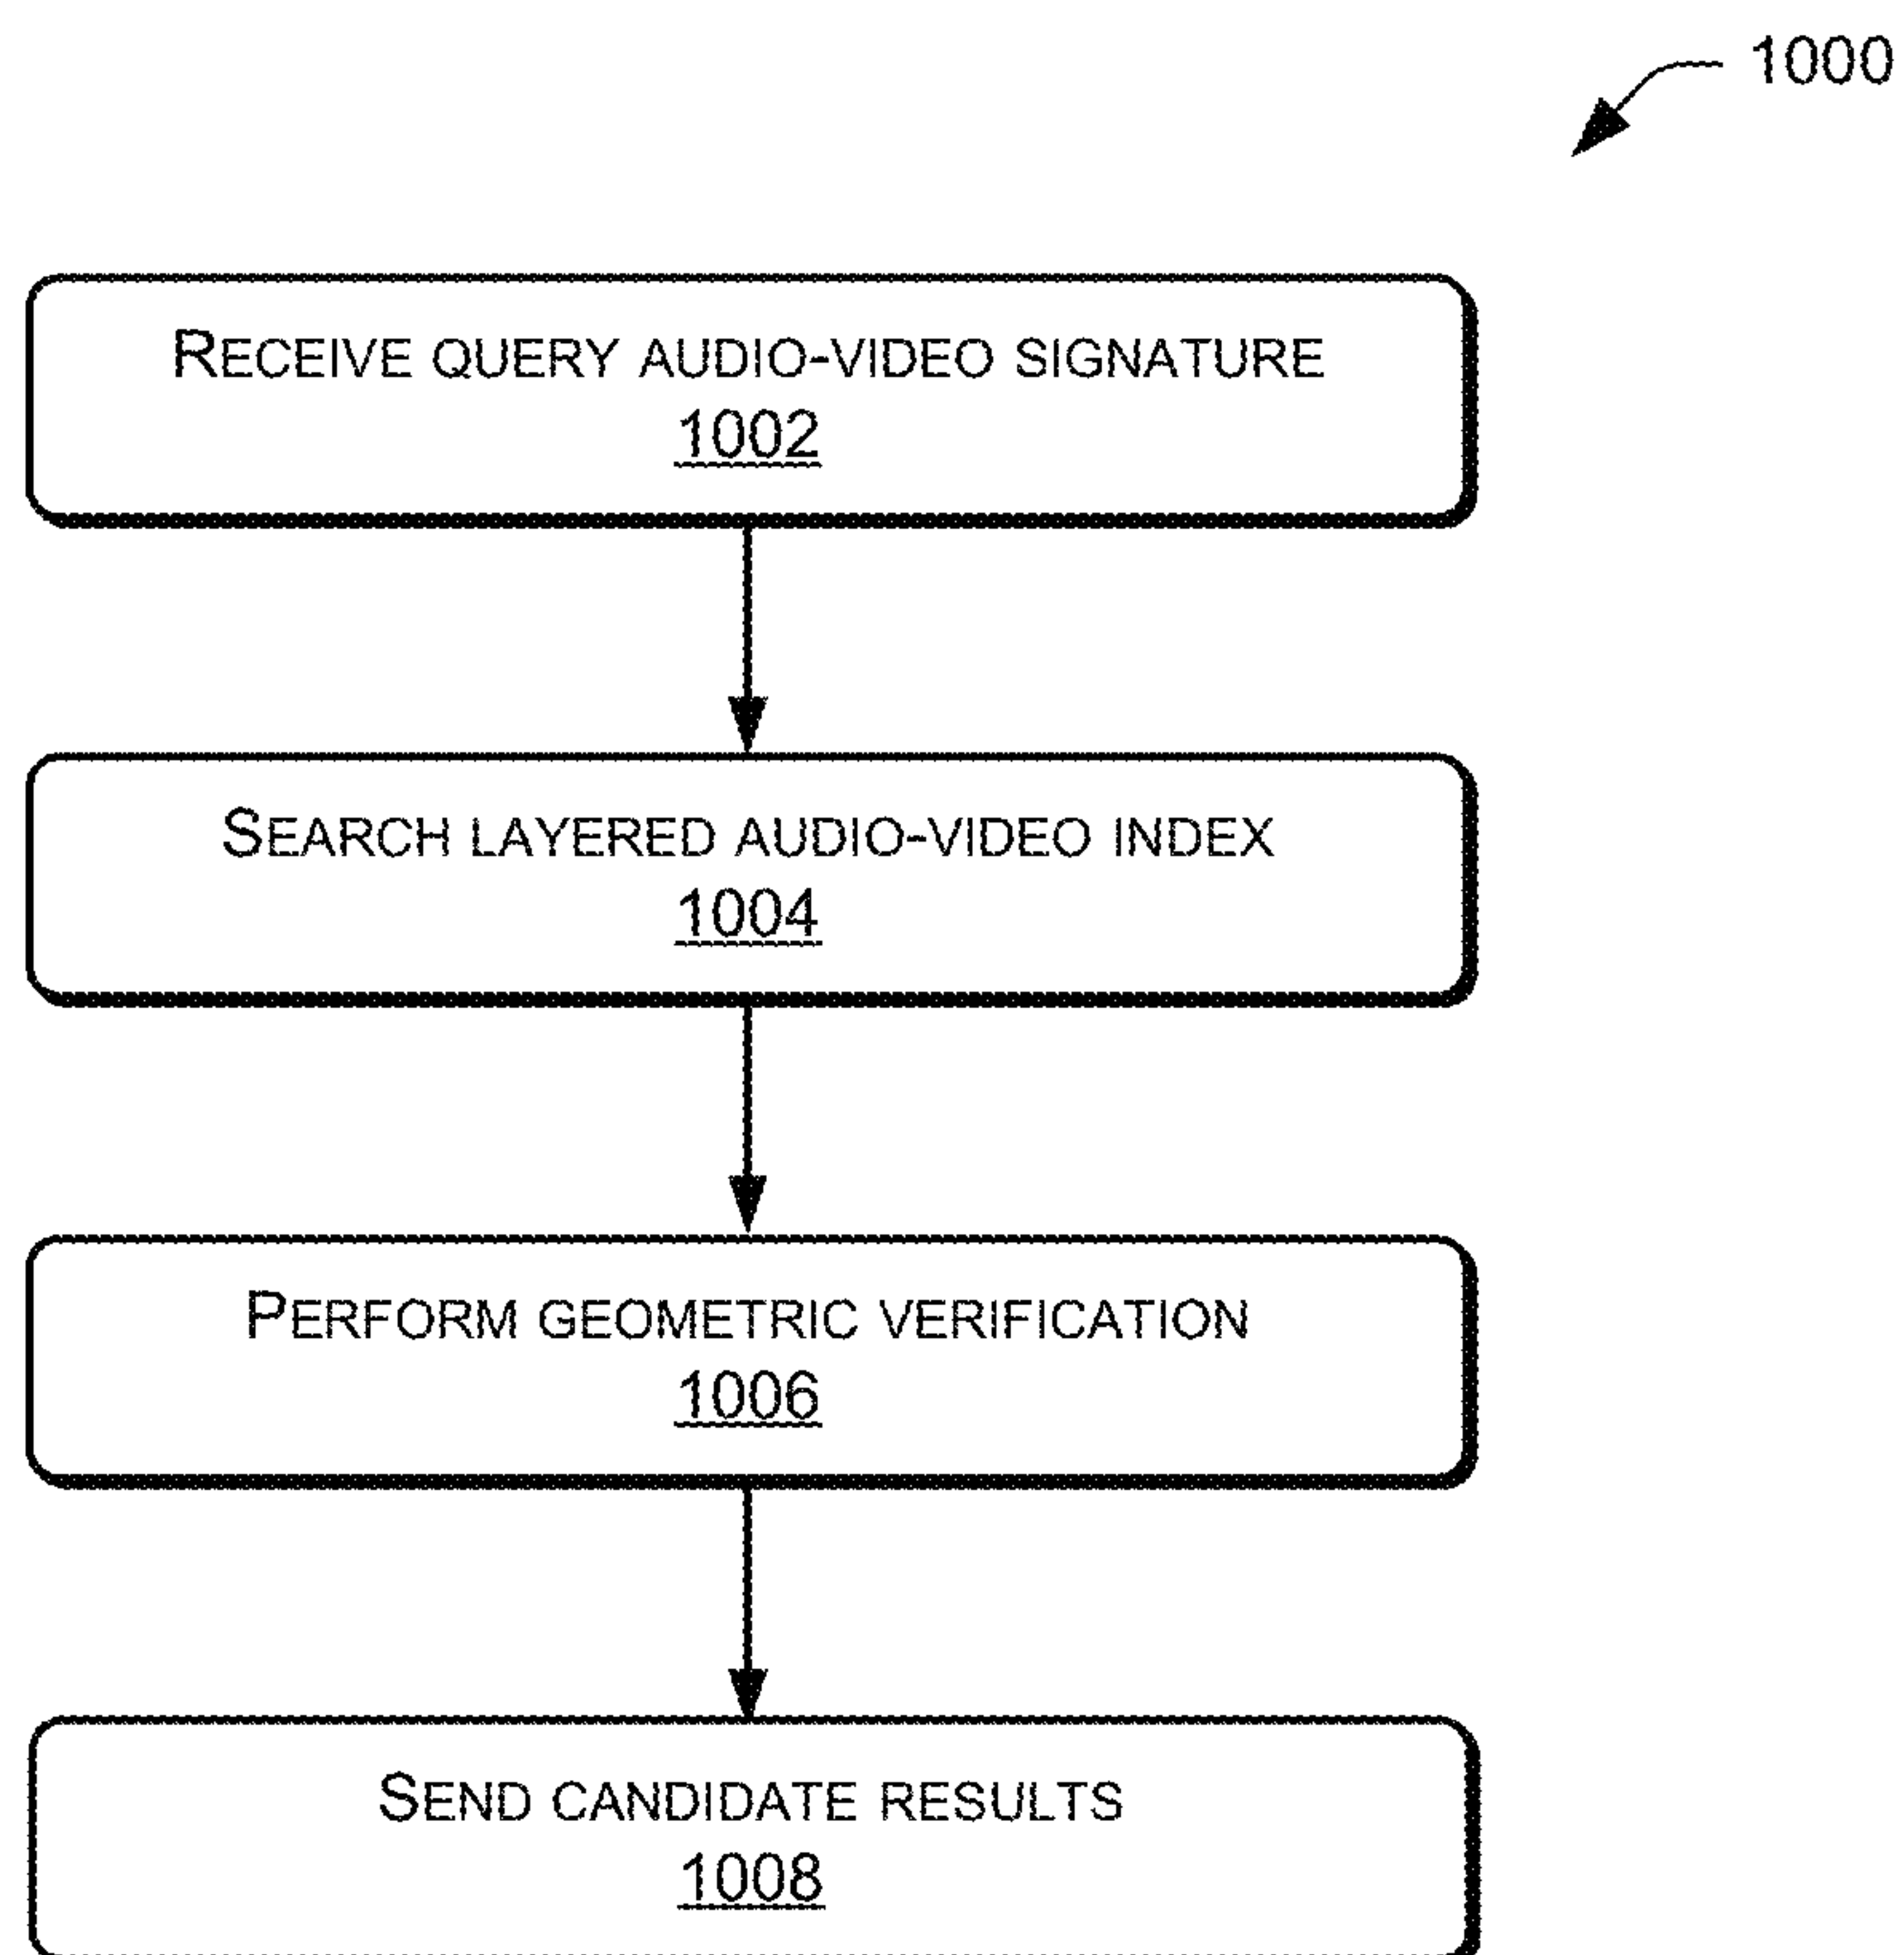 1000
RECEIVE QUERY AUDIO-VIDEO SIGNATURE
1002
SEARCH LAYERED AUDIO-VIDEO INDEX
1004
PERFORM GEOMETRIC VERIFICATION
1006
SEND CANDIDATE RESULTS
1008